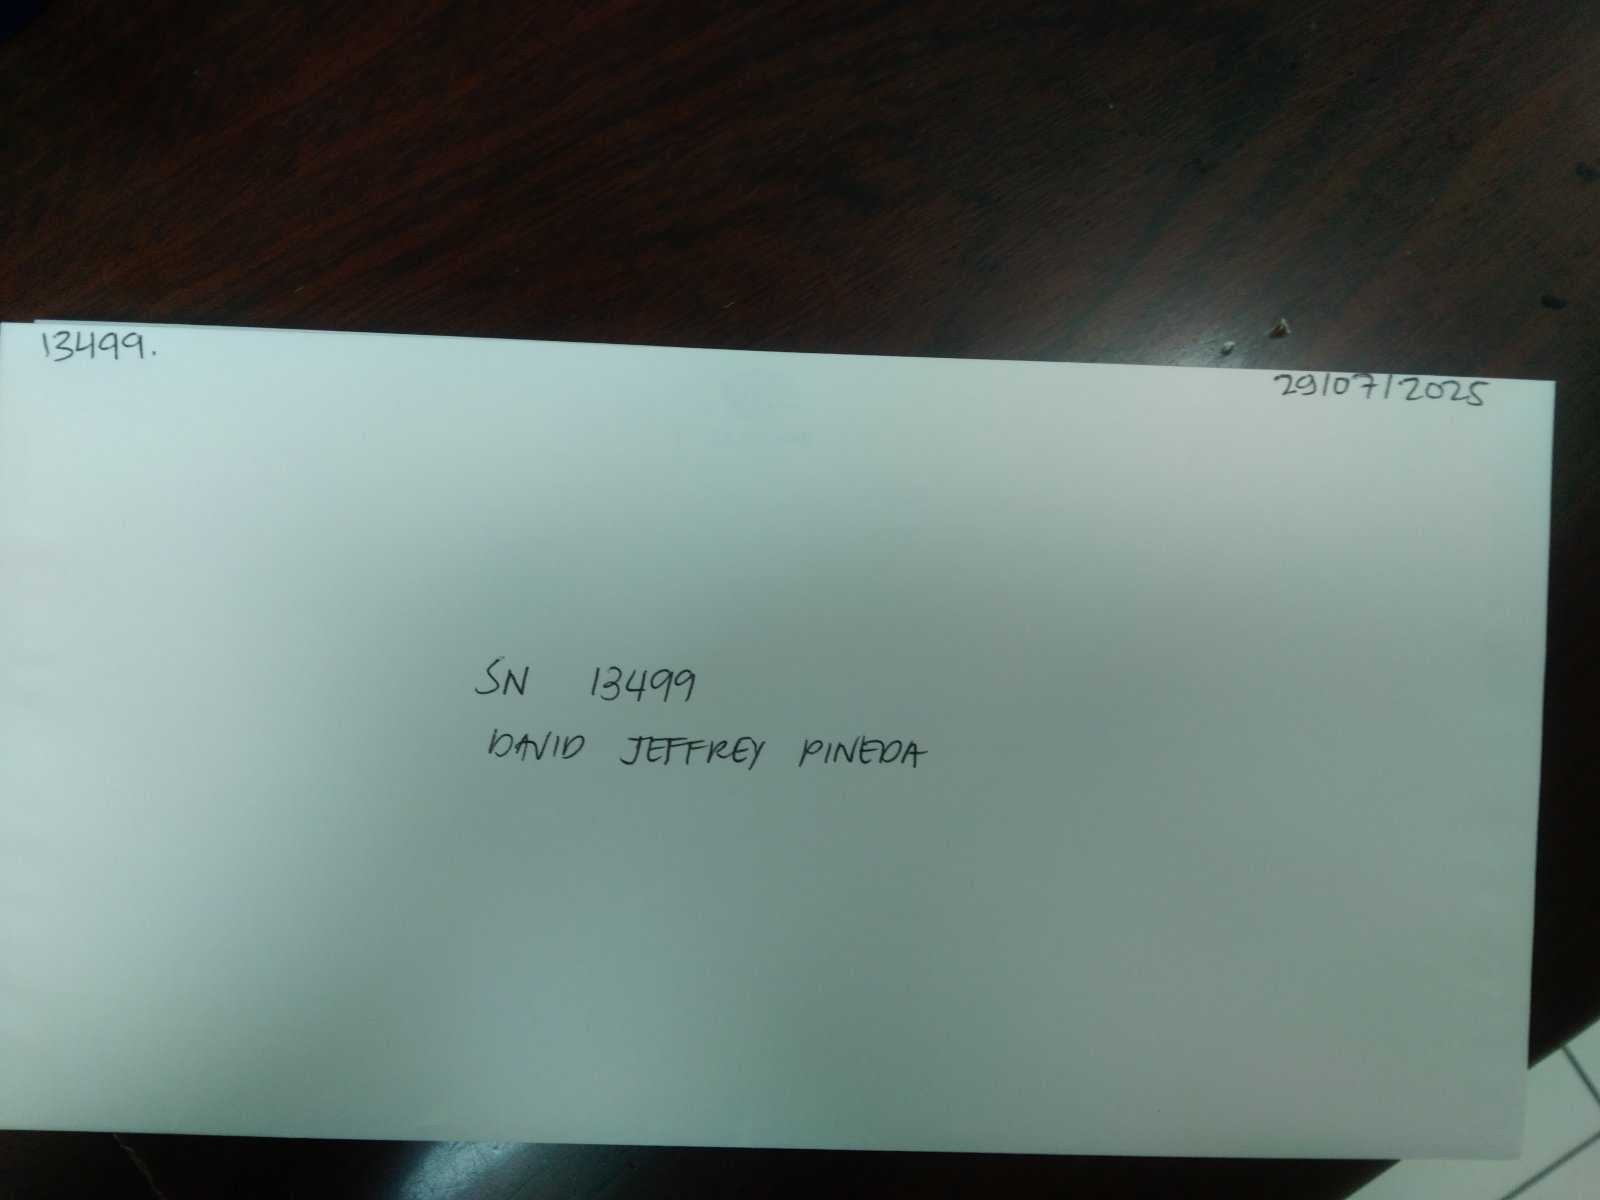 13499.
29/07/2025
SN 13499
DAVID JEFFREY PINEDA